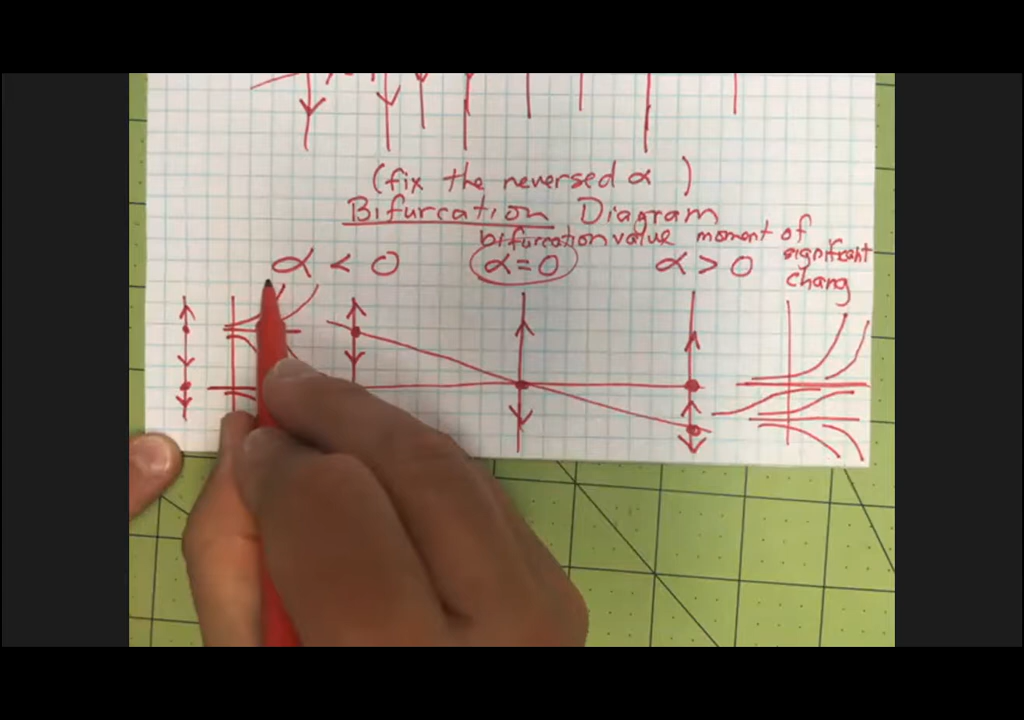 (fix the reversed α )
Bifurcation Diagram
bifurcation value moment of
significant
chang
α < 0 α = 0 α > 0